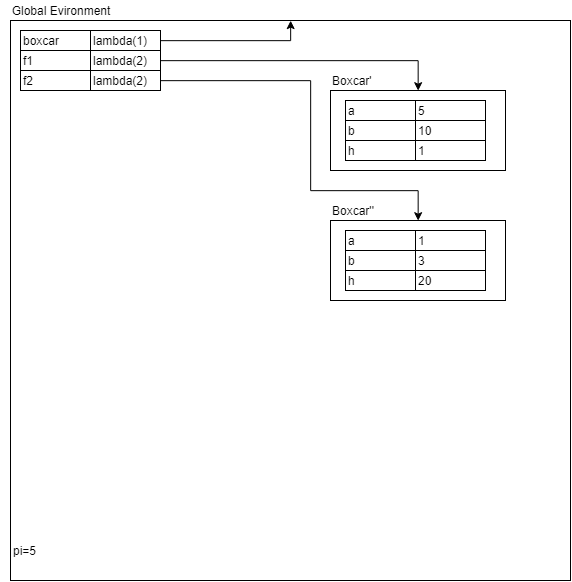 Global Evironment
boxcar lambda(1)
f1 lambda(2)
f2 lambda(2)
Boxcar'
a 5
b 10
h 1
Boxcar"
a 1
b 3
h 20
pi=5